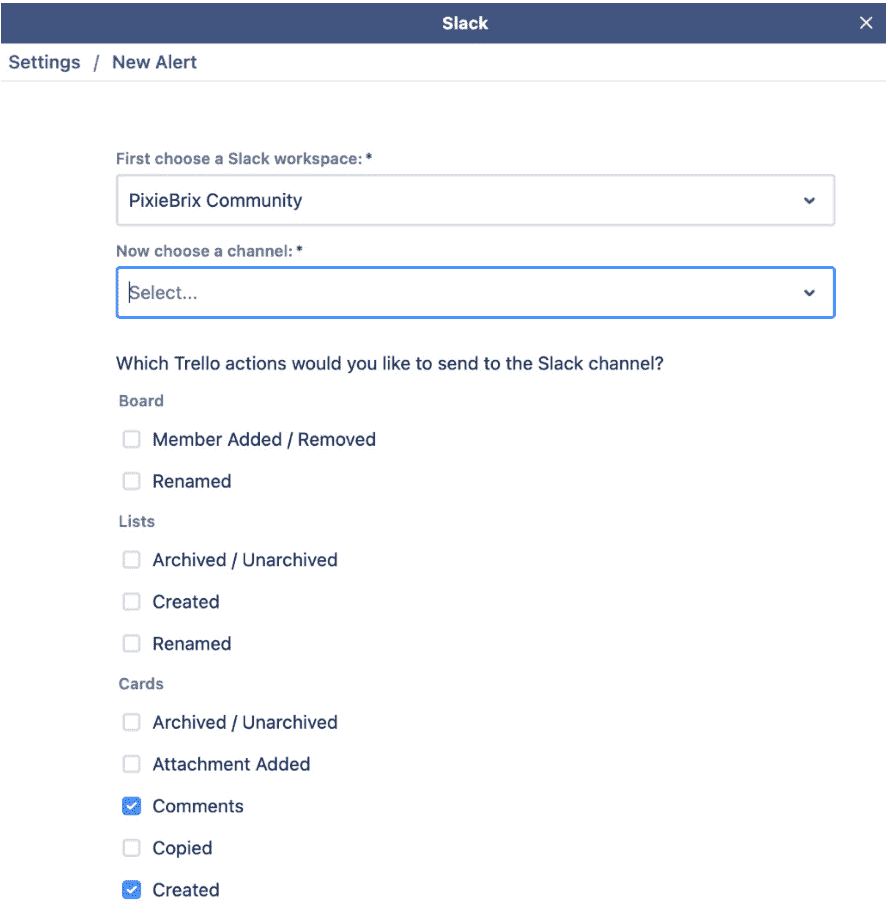 Slack
Settings / New Alert
First choose a Slack workspace: *
PixieBrix Community
Now choose a channel: *
Select...
Which Trello actions would you like to send to the Slack channel?
Board
Member Added / Removed
Renamed
Lists
Archived / Unarchived
Created
Renamed
Cards
Archived / Unarchived
Attachment Added
Comments
Copied
Created